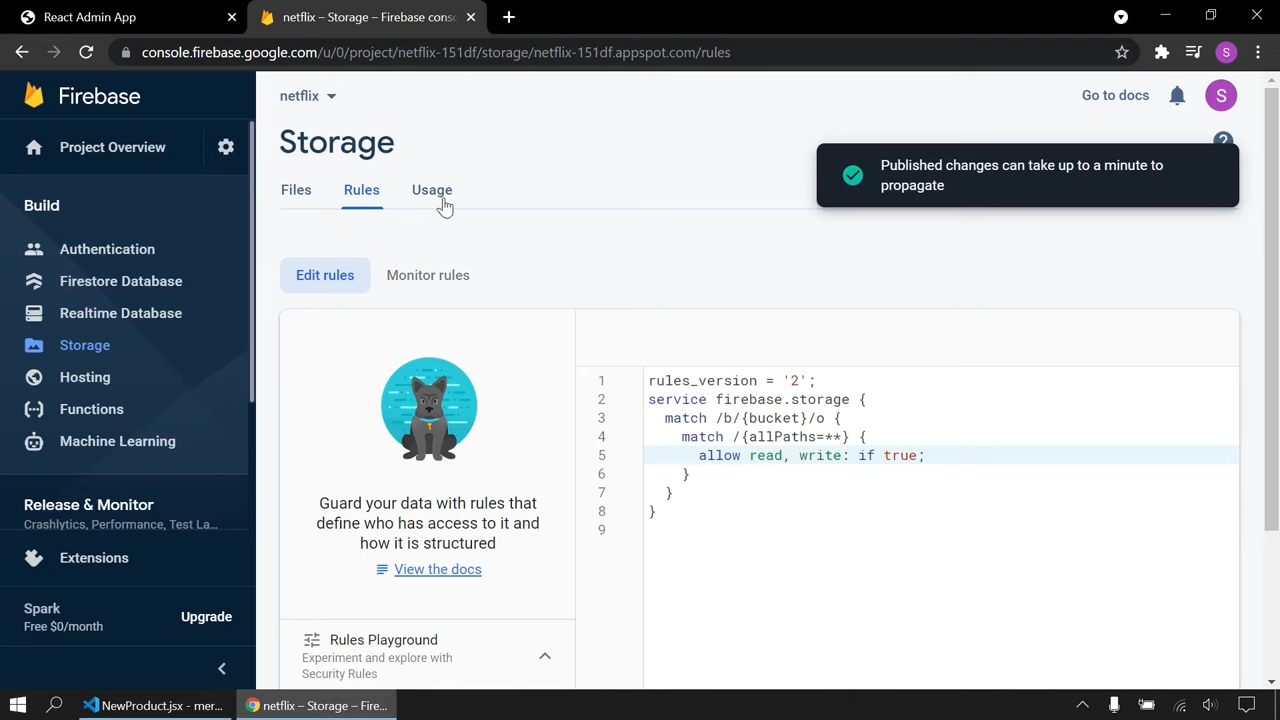 React Admin App
netflix – Storage – Firebase conso
console.firebase.google.com/u/0/project/netflix-151df/storage/netflix-151df.appspot.com/rules
S
Firebase
netflix
Go to docs
S
Project Overview
Storage
?
Published changes can take up to a minute to
propagate
Files
Rules
Usage
Build
Authentication
Firestore Database
Realtime Database
Storage
Hosting
Functions
Machine Learning
Release & Monitor
Crashlytics, Performance, Test La...
Extensions
Spark
Free $0/month
Upgrade
Edit rules
Monitor rules
Guard your data with rules that
define who has access to it and
how it is structured
View the docs
Rules Playground
Experiment and explore with
Security Rules
1 rules_version = '2';
2 service firebase.storage {
3 match /b/{bucket}/o {
4 match /{allPaths=**} {
5 allow read, write: if true;
6 }
7 }
8 }
9
NewProduct.jsx - mer...
netflix – Storage – Fire...